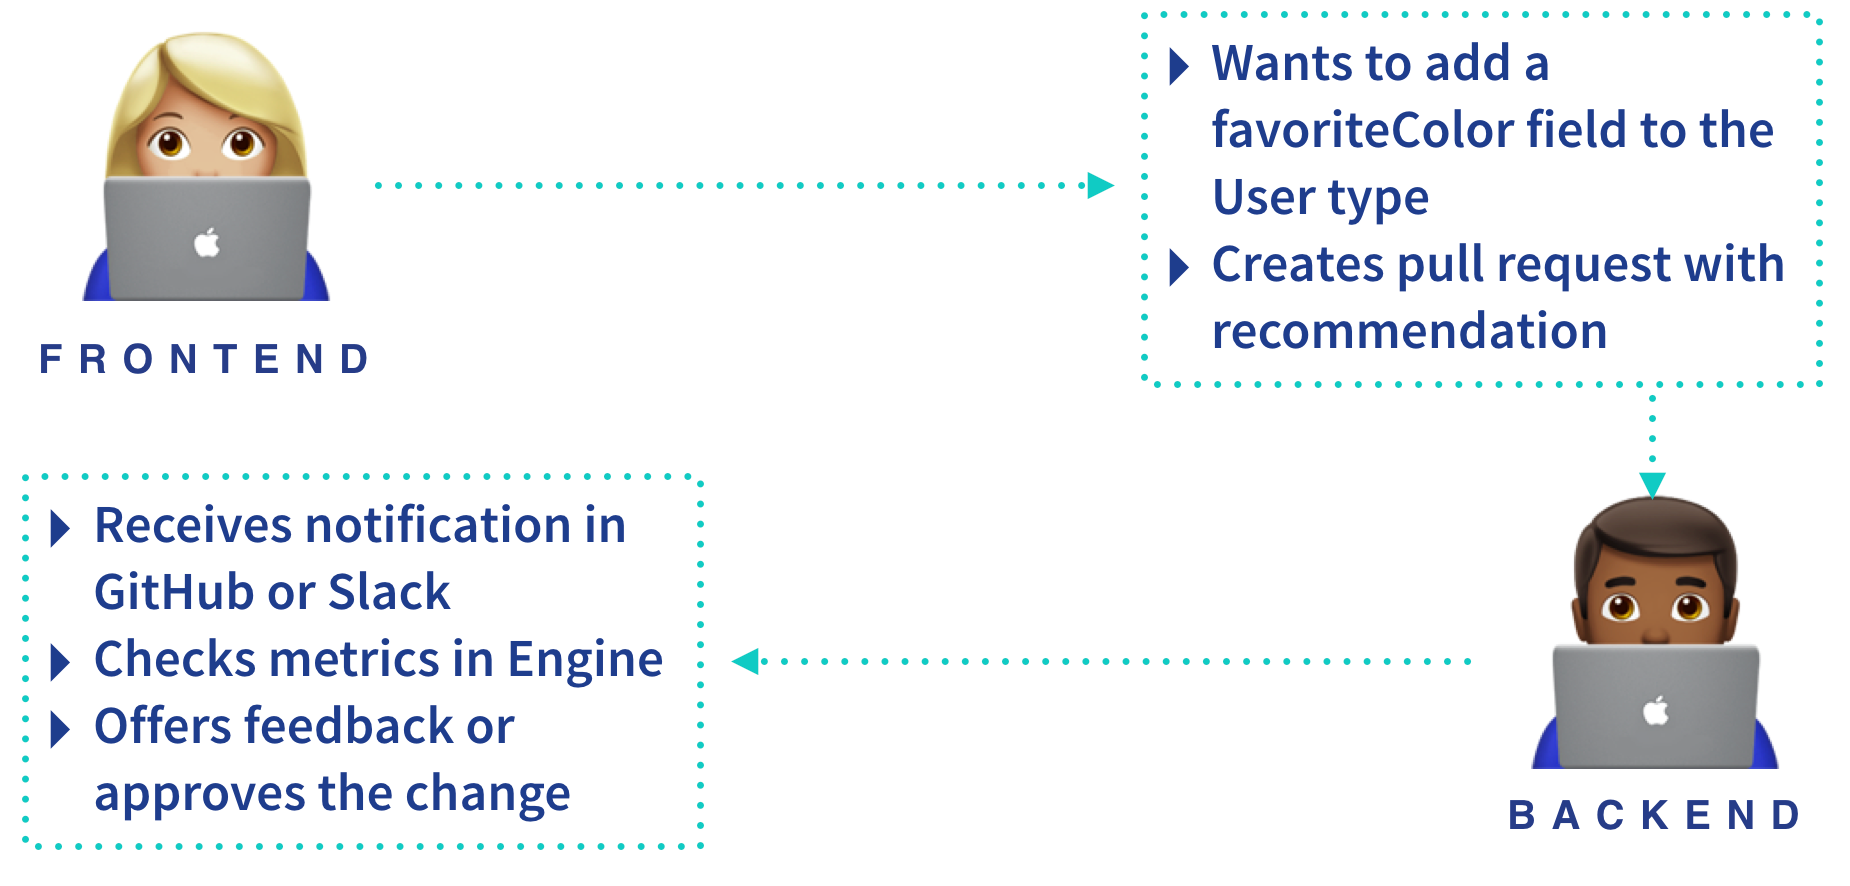 Wants to add a
favoriteColor field to the
User type
Creates pull request with
recommendation
FRONTEND
Receives notification in
GitHub or Slack
Checks metrics in Engine
Offers feedback or
approves the change
BACKEND